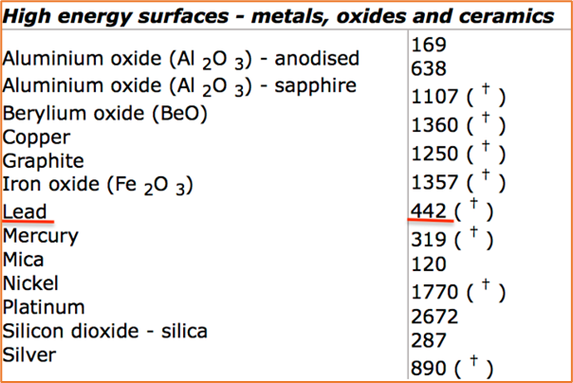 High energy surfaces - metals, oxides and ceramics
Aluminium oxide (Al 2O 3) - anodised 169
Aluminium oxide (Al 2O 3) - sapphire 638
Berylium oxide (BeO) 1107 ( † )
Copper 1360 ( † )
Graphite 1250 ( † )
Iron oxide (Fe 2O 3) 1357 ( † )
Lead 442 ( † )
Mercury 319 ( † )
Mica 120
Nickel 1770 ( † )
Platinum 2672
Silicon dioxide - silica 287
Silver 890 ( † )